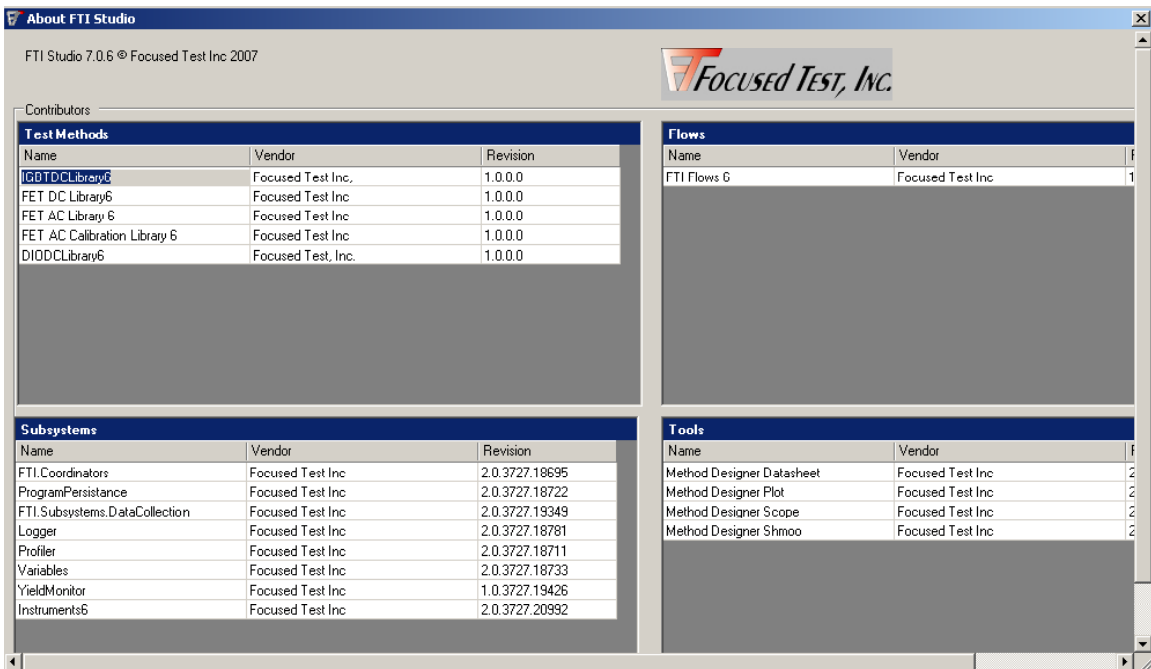 About FTI Studio
FTI Studio 7.0.6 © Focused Test Inc 2007
FOCUSED TEST, INC.
Contributors
Test Methods
Name Vendor Revision
IGBTDCLibrary6 Focused Test Inc, 1.0.0.0
FET DC Library6 Focused Test Inc 1.0.0.0
FET AC Library 6 Focused Test Inc 1.0.0.0
FET AC Calibration Library 6 Focused Test Inc 1.0.0.0
DIODCLibrary6 Focused Test, Inc. 1.0.0.0
Flows
Name Vendor
FTI Flows 6 Focused Test Inc 1
Subsystems
Name Vendor Revision
FTI.Coordinators Focused Test Inc 2.0.3727.18695
ProgramPersistance Focused Test Inc 2.0.3727.18722
FTI.Subsystems.DataCollection Focused Test Inc 2.0.3727.19349
Logger Focused Test Inc 2.0.3727.18781
Profiler Focused Test Inc 2.0.3727.18711
Variables Focused Test Inc 2.0.3727.18733
YieldMonitor Focused Test Inc 1.0.3727.19426
Instruments6 Focused Test Inc 2.0.3727.20992
Tools
Name Vendor
Method Designer Datasheet Focused Test Inc 2
Method Designer Plot Focused Test Inc 2
Method Designer Scope Focused Test Inc 2
Method Designer Shmoo Focused Test Inc 2